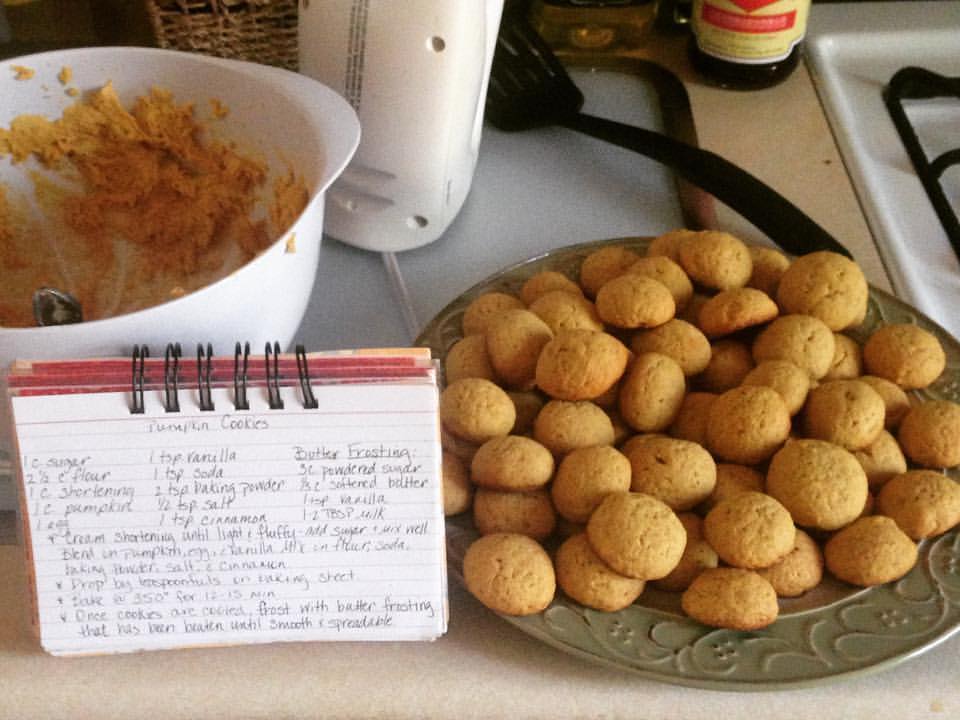 Pumpkin Cookies
1 c sugar
2 ½ c flour
1 c shortening
1 c pumpkin
1 egg
1 tsp vanilla
1 tsp soda
2 tsp baking powder
½ tsp salt
1 tsp cinnamon
Butter Frosting:
3c powdered sugar
⅓ c softened butter
1 tsp vanilla
1-2 TBSP milk
* Cream shortening until light & fluffy - add sugar & mix well.
Blend in pumpkin, egg, & vanilla. Mix in flour, soda,
baking powder, salt, & cinnamon
* Drop by teaspoonfuls on baking sheet
* Bake @ 350° for 12-15 min
* Once cookies are cooled, frost with butter frosting
that has been beaten until smooth & spreadable.